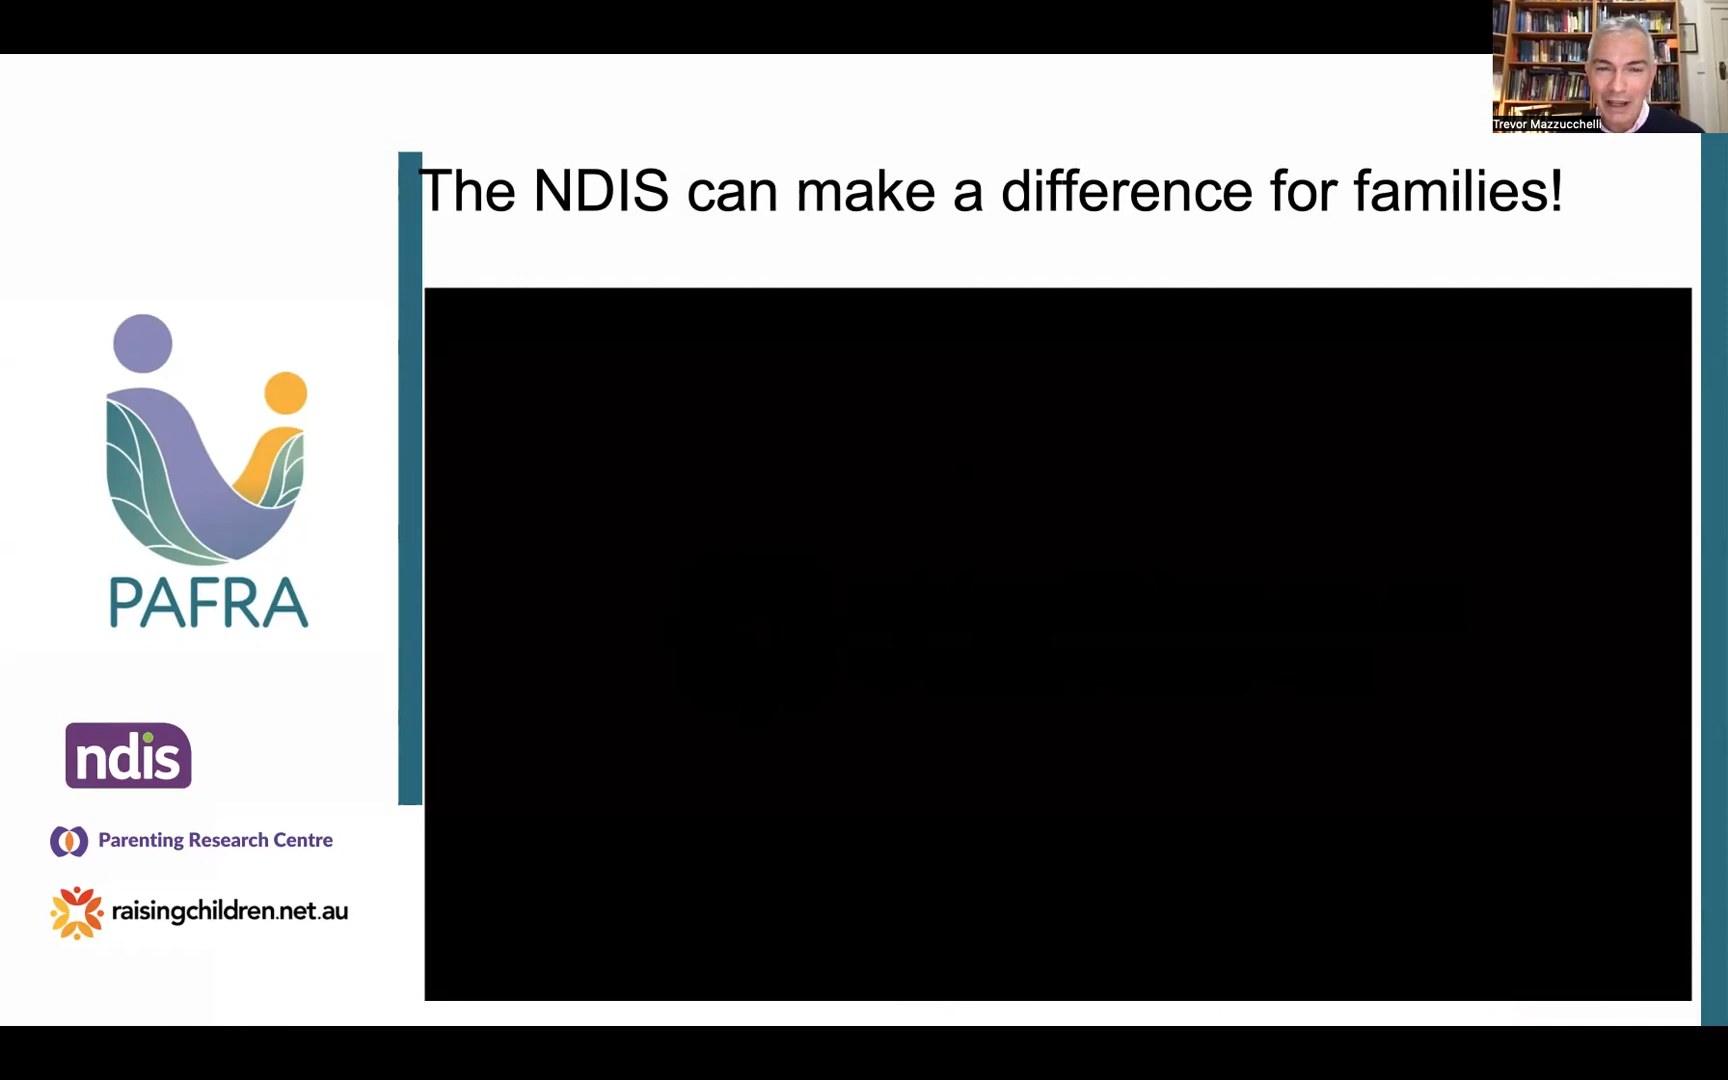 Trevor Mazzucchelli
The NDIS can make a difference for families!
PAFRA
ndis
Parenting Research Centre
raisingchildren.net.au